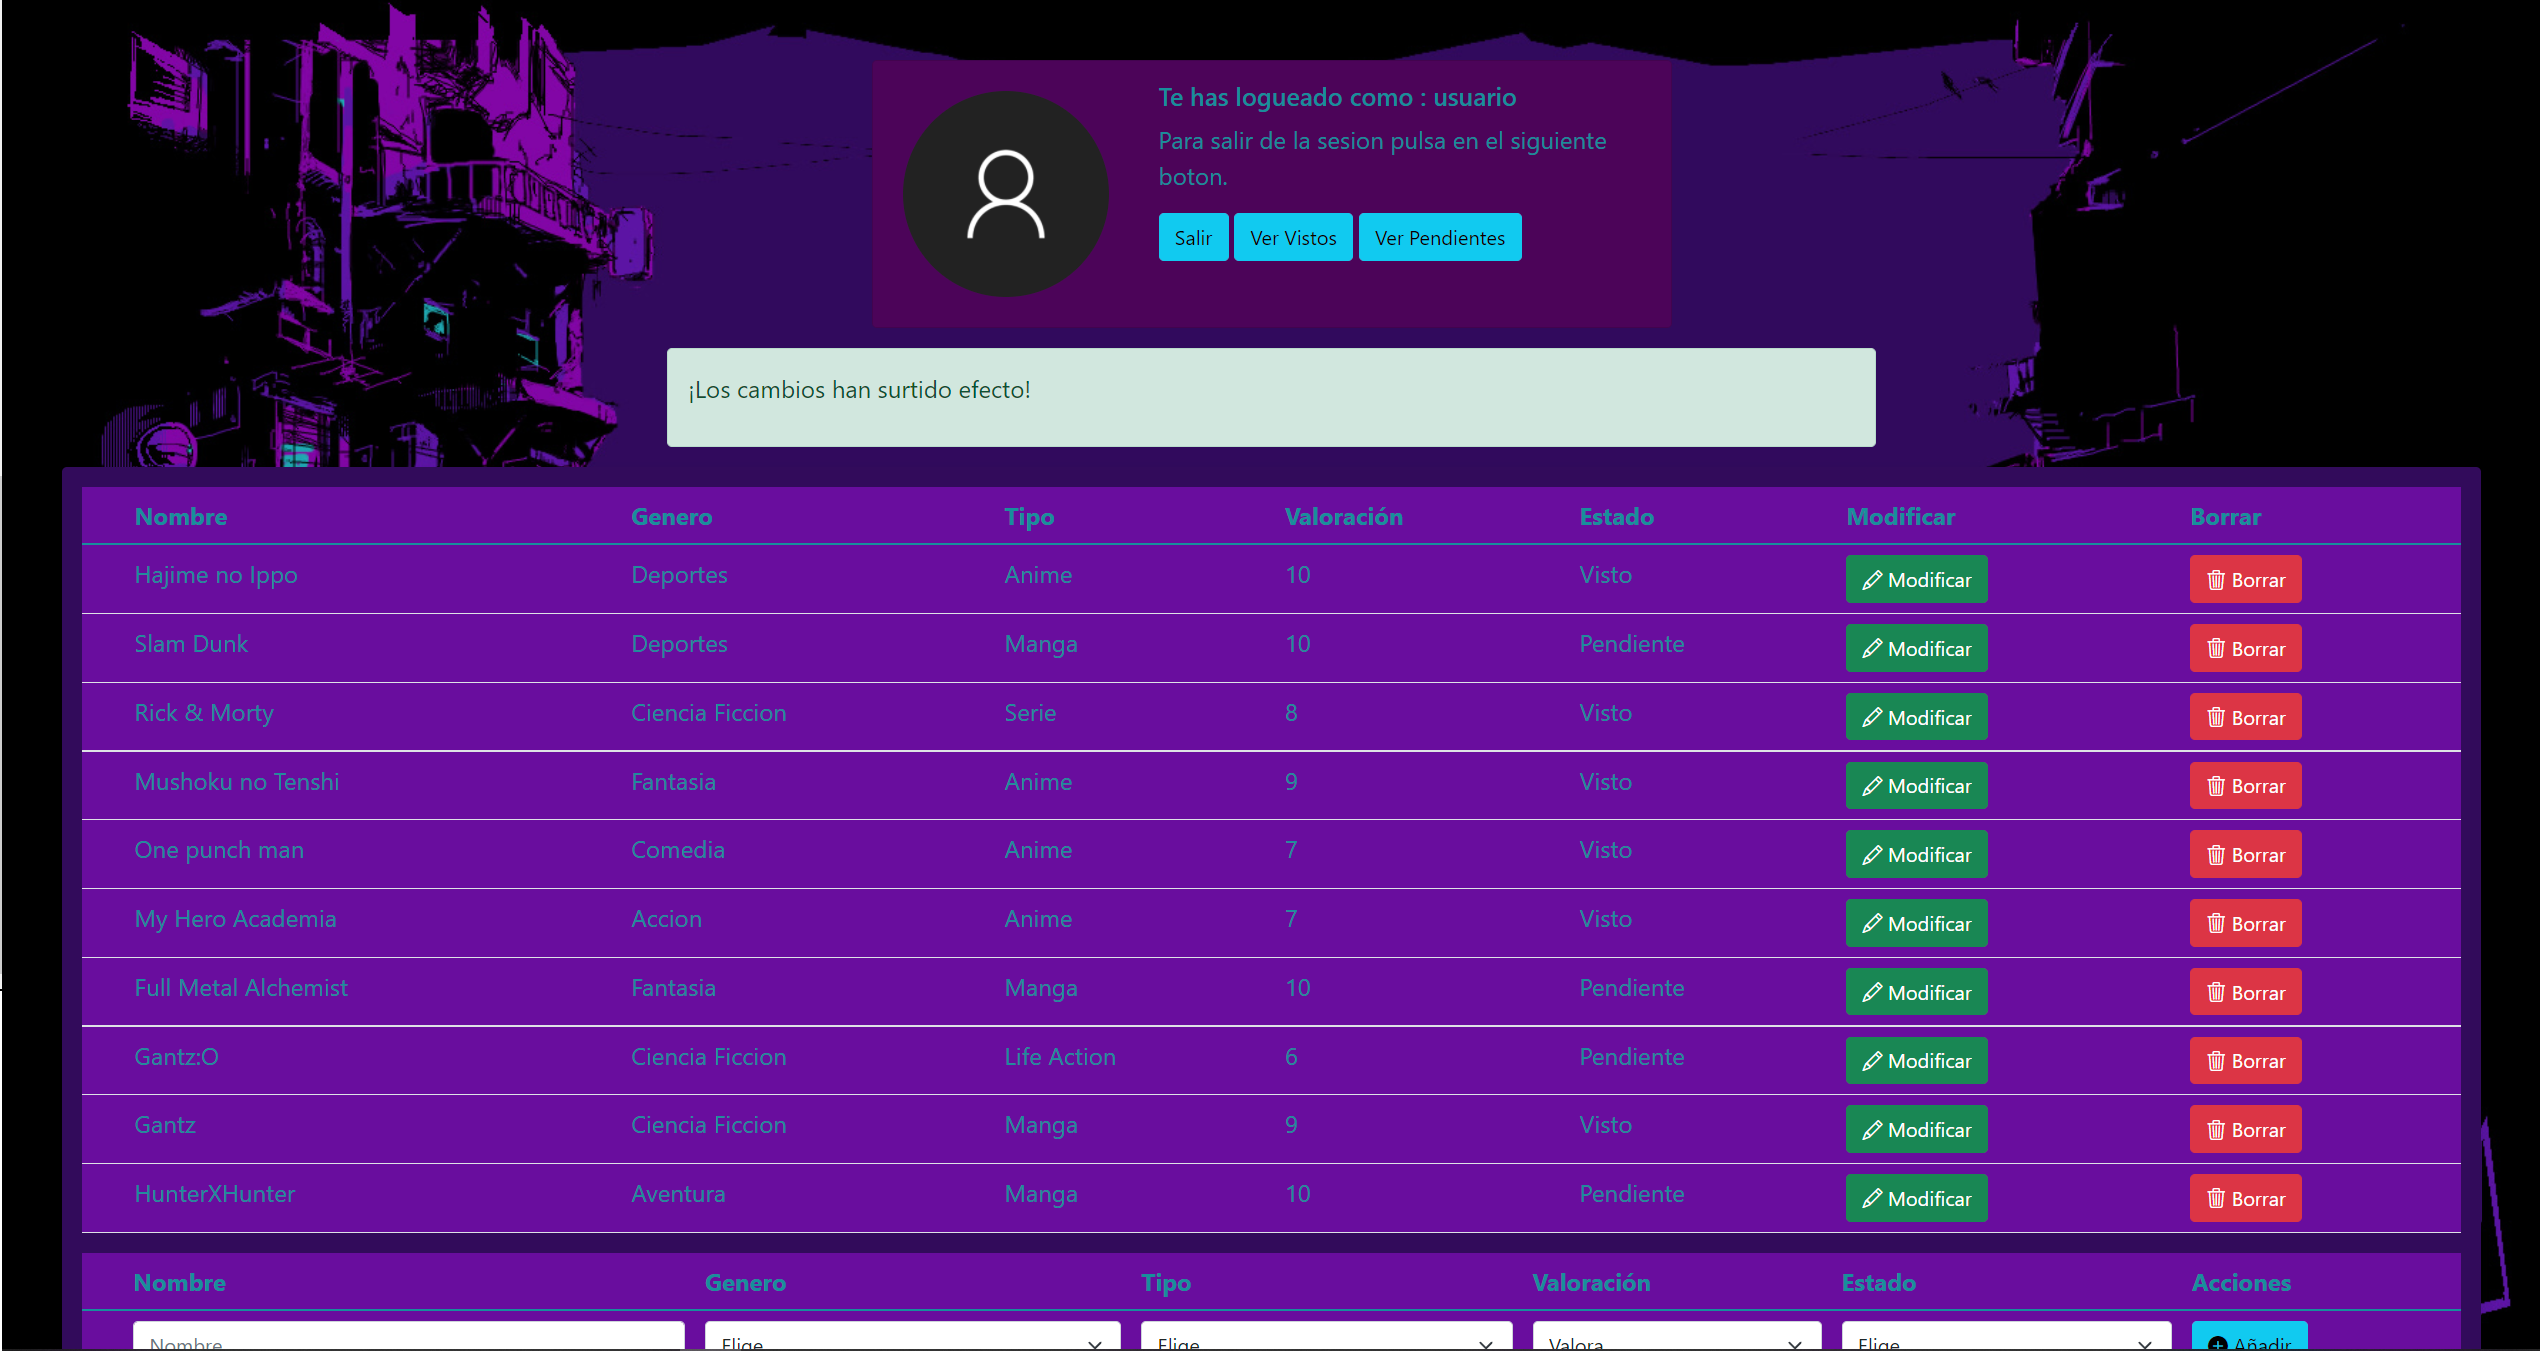 Te has logueado como : usuario
Para salir de la sesion pulsa en el siguiente
boton.
Salir Ver Vistos Ver Pendientes
¡Los cambios han surtido efecto!
Nombre Genero Tipo Valoración Estado Modificar Borrar
Hajime no Ippo Deportes Anime 10 Visto Modificar Borrar
Slam Dunk Deportes Manga 10 Pendiente Modificar Borrar
Rick & Morty Ciencia Ficcion Serie 8 Visto Modificar Borrar
Mushoku no Tenshi Fantasia Anime 9 Visto Modificar Borrar
One punch man Comedia Anime 7 Visto Modificar Borrar
My Hero Academia Accion Anime 7 Visto Modificar Borrar
Full Metal Alchemist Fantasia Manga 10 Pendiente Modificar Borrar
Gantz:O Ciencia Ficcion Life Action 6 Pendiente Modificar Borrar
Gantz Ciencia Ficcion Manga 9 Visto Modificar Borrar
HunterXHunter Aventura Manga 10 Pendiente Modificar Borrar
Nombre Genero Tipo Valoración Estado Acciones
Nombre Elige Elige Valora Elige Añadir